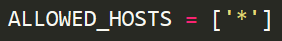 ALLOWED_HOSTS = ['*']